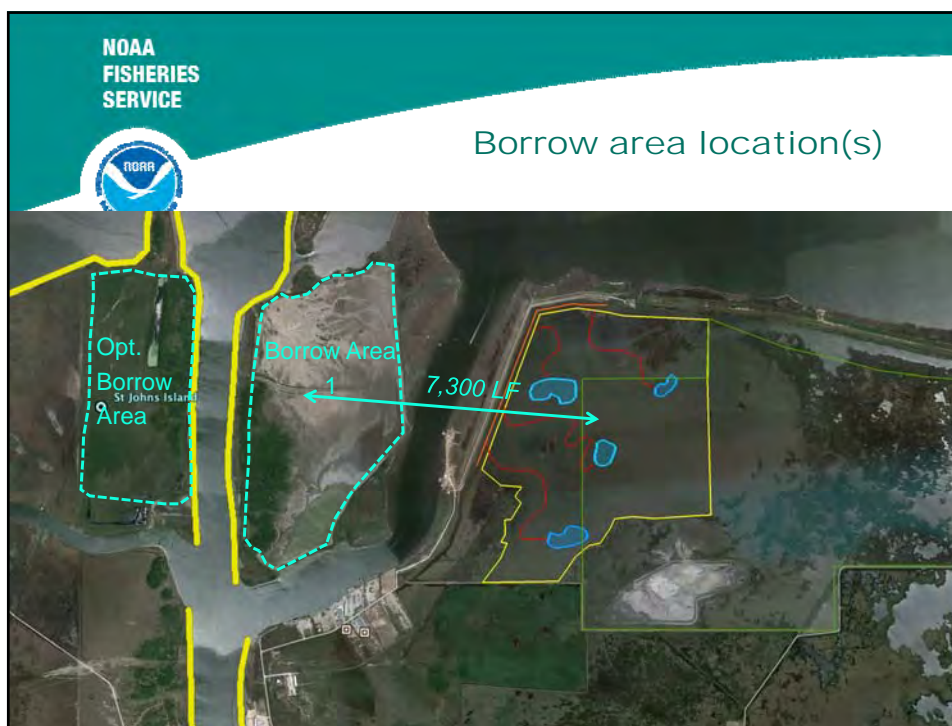 NOAA
FISHERIES
SERVICE
NOAA
Borrow area location(s)
Opt.
Borrow
St Johns Island
Area
Borrow Area
1
7,300 LF